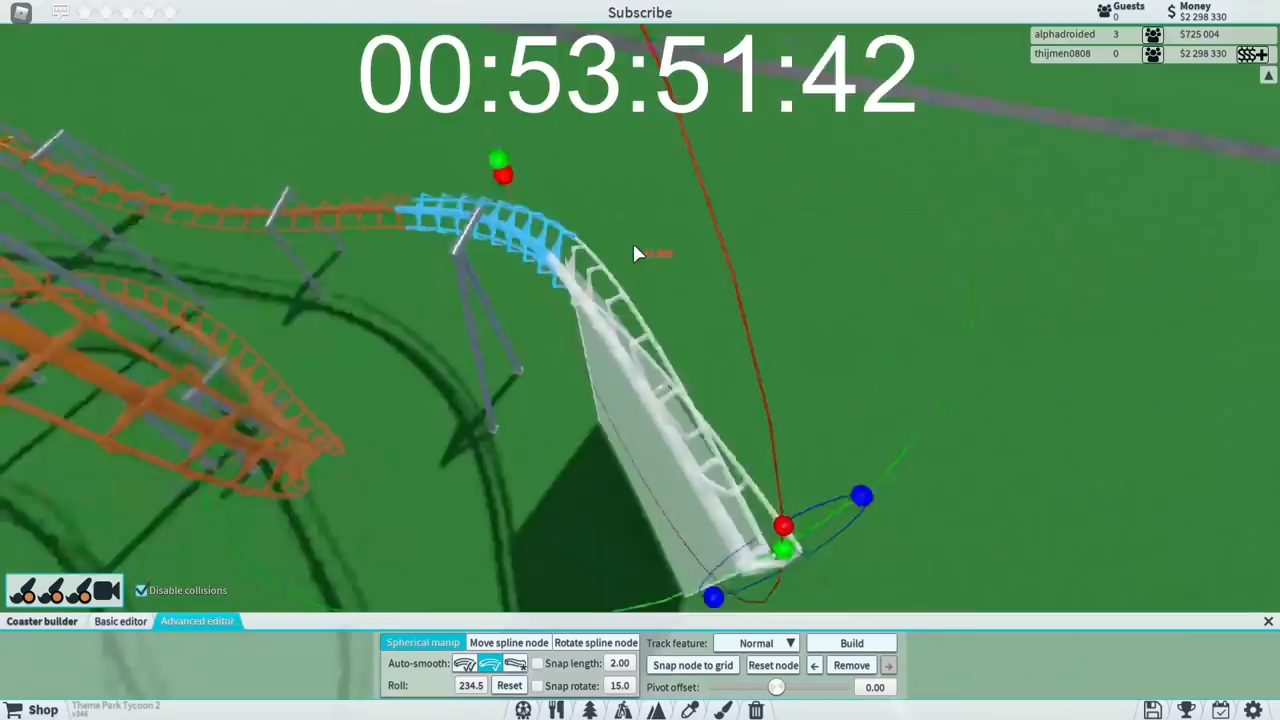 Subscribe
Guests
0
Money
$2 298 330
alphadroided 3 $725 004
thijmen0808 0 $2 298 330 $$$+
00:53:51:42
Disable collisions
Coaster builder Basic editor Advanced editor
Spherical manip Move spline node Rotate spline node Track feature: Normal Build
Auto-smooth: Snap length: 2.00 Snap node to grid Reset node Remove
Roll: 234.5 Reset Snap rotate: 15.0 Pivot offset: 0.00
Shop
Theme Park Tycoon 2
v346